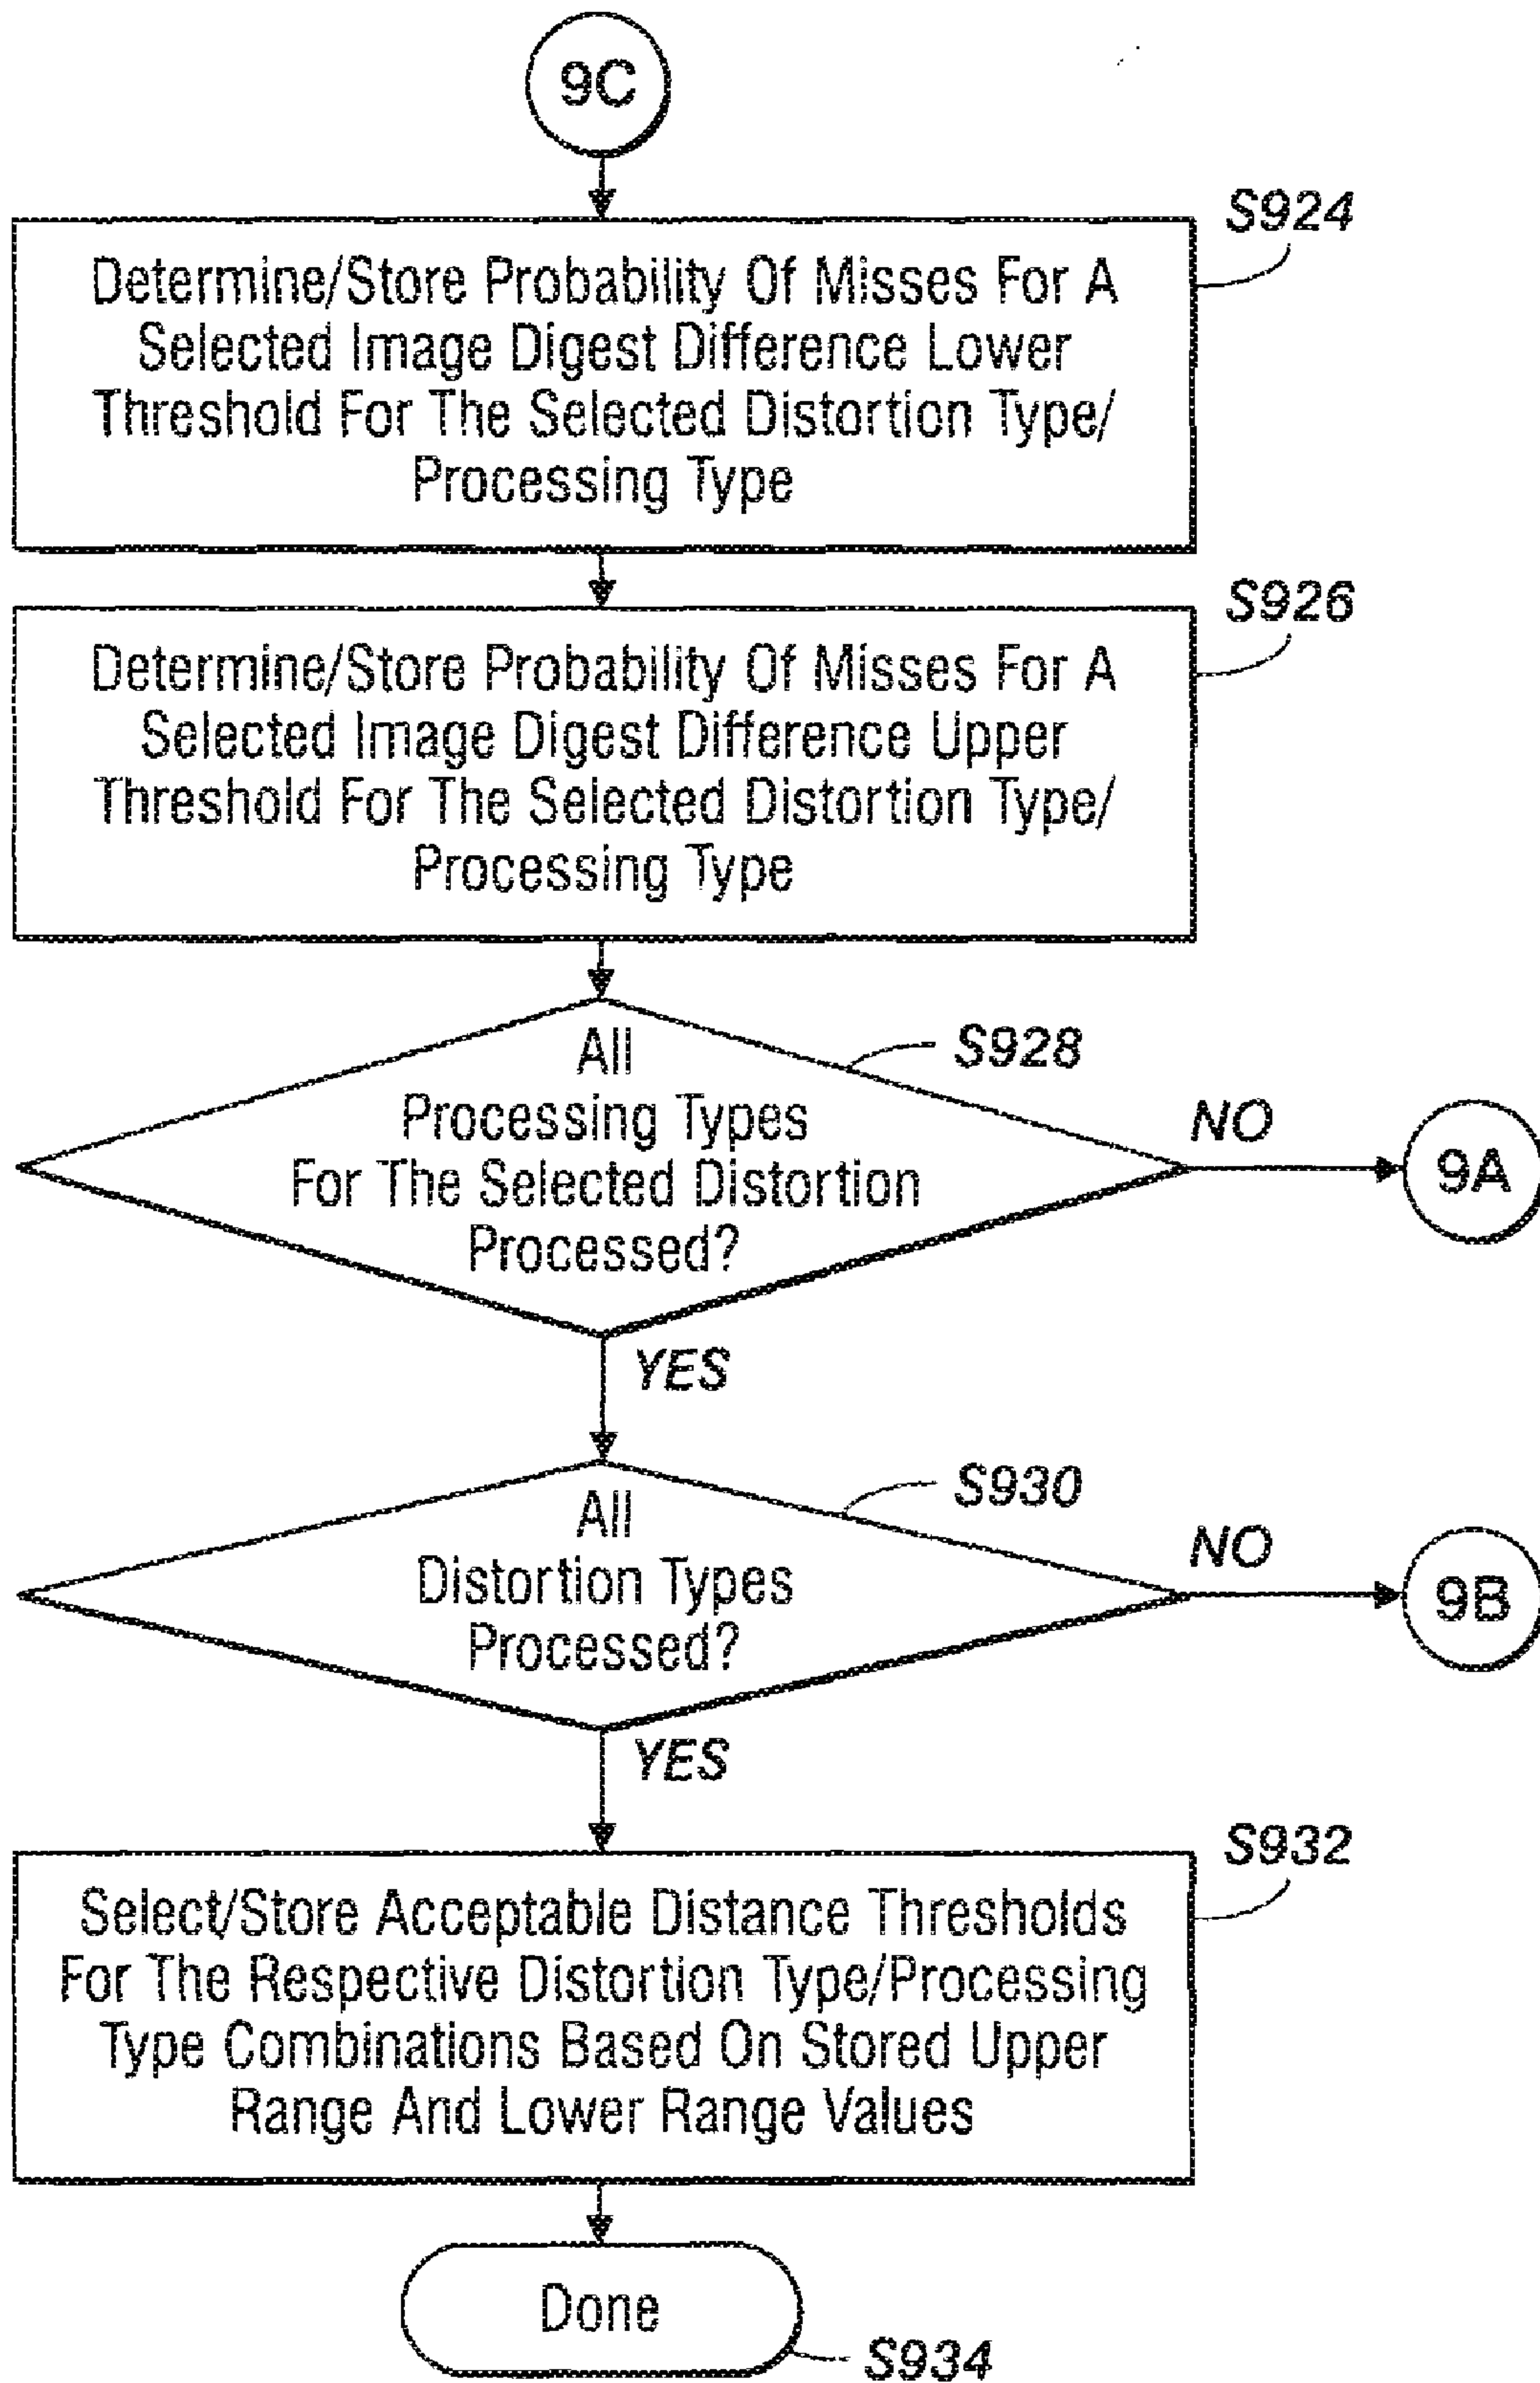 9C
S924
Determine/Store Probability Of Misses For A
Selected Image Digest Difference Lower
Threshold For The Selected Distortion Type/
Processing Type
S926
Determine/Store Probability Of Misses For A
Selected Image Digest Difference Upper
Threshold For The Selected Distortion Type/
Processing Type
S928
All
Processing Types
For The Selected Distortion
Processed?
NO
9A
YES
S930
All
Distortion Types
Processed?
NO
9B
YES
S932
Select/Store Acceptable Distance Thresholds
For The Respective Distortion Type/Processing
Type Combinations Based On Stored Upper
Range And Lower Range Values
Done
S934